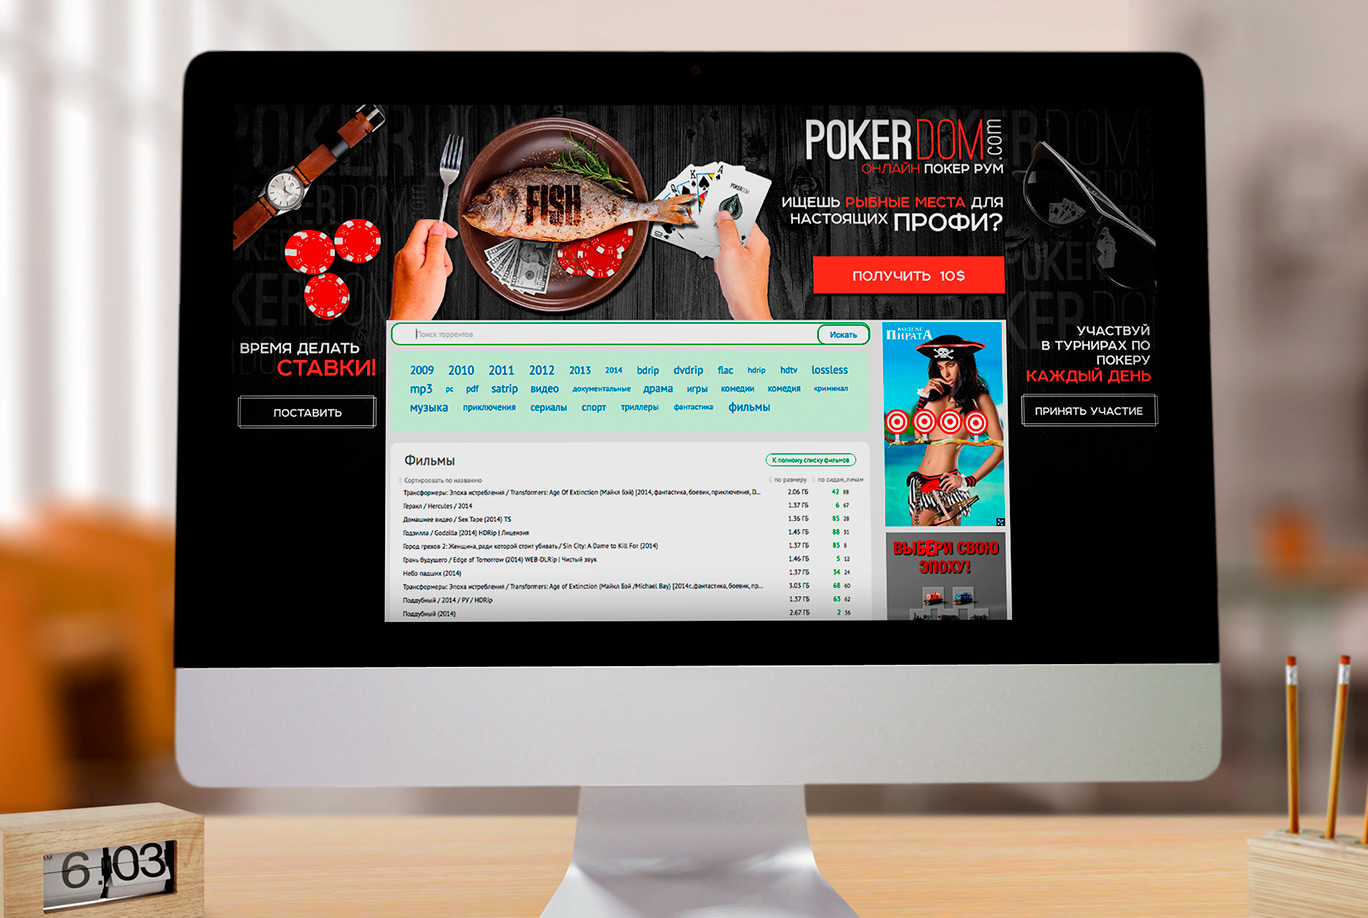 POKERDOM.com
ОНЛАЙН ПОКЕР РУМ
ИЩЕШЬ РЫБНЫЕ МЕСТА ДЛЯ
НАСТОЯЩИХ ПРОФИ?
ПОЛУЧИТЬ 10$
FISH
ВРЕМЯ ДЕЛАТЬ
СТАВКИ!
ПОСТАВИТЬ
УЧАСТВУЙ
В ТУРНИРАХ ПО
ПОКЕРУ
КАЖДЫЙ ДЕНЬ
ПРИНЯТЬ УЧАСТИЕ
Поиск торрентов
Искать
2009 2010 2011 2012 2013 2014 bdrip dvdrip flac hdrip hdtv lossless
mp3 pc pdf satrip видео документальные драма игры комедии комедия криминал
музыка приключения сериалы спорт триллеры фантастика фильмы
Фильмы
К полному списку фильмов
Сортировать по названию по размеру по сидам, личам
Трансформеры: Эпоха истребления / Transformers: Age Of Extinction (Майкл Бэй) [2014, фантастика, боевик, приключения, D... 2.06 ГБ 42 88
Геракл / Hercules / 2014 1.37 ГБ 6 67
Домашнее видео / Sex Tape (2014) TS 1.36 ГБ 85 28
Годзилла / Godzilla (2014) HDRip | Лицензия 1.45 ГБ 88 51
Город грехов 2: Женщина, ради которой стоит убивать / Sin City: A Dame to Kill For (2014) 1.37 ГБ 85 8
Грань будущего / Edge of Tomorrow (2014) WEB-DLRip | Чистый звук 1.46 ГБ 5 12
Небо падших (2014) 1.37 ГБ 34 24
Трансформеры: Эпоха истребления / Transformers: Age of Extinction (Майкл Бэй /Michael Bay) [2014г.,фантастика, боевик, пр... 3.03 ГБ 68 60
Поддубный / 2014 / РУ / HDRip 1.37 ГБ 63 62
Поддубный (2014) 2.67 ГБ 2 56
КОДЕКС
ПИРАТА
ВЫБЕРИ СВОЮ
ЭПОХУ!
6:03